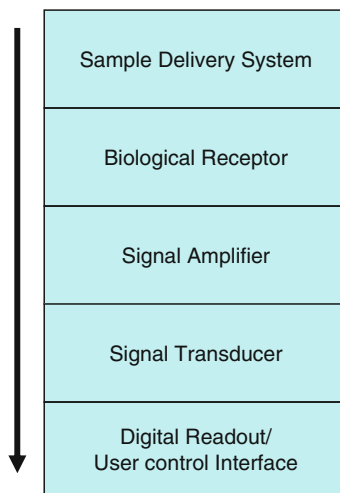 Sample Delivery System
Biological Receptor
Signal Amplifier
Signal Transducer
Digital Readout/
User control Interface